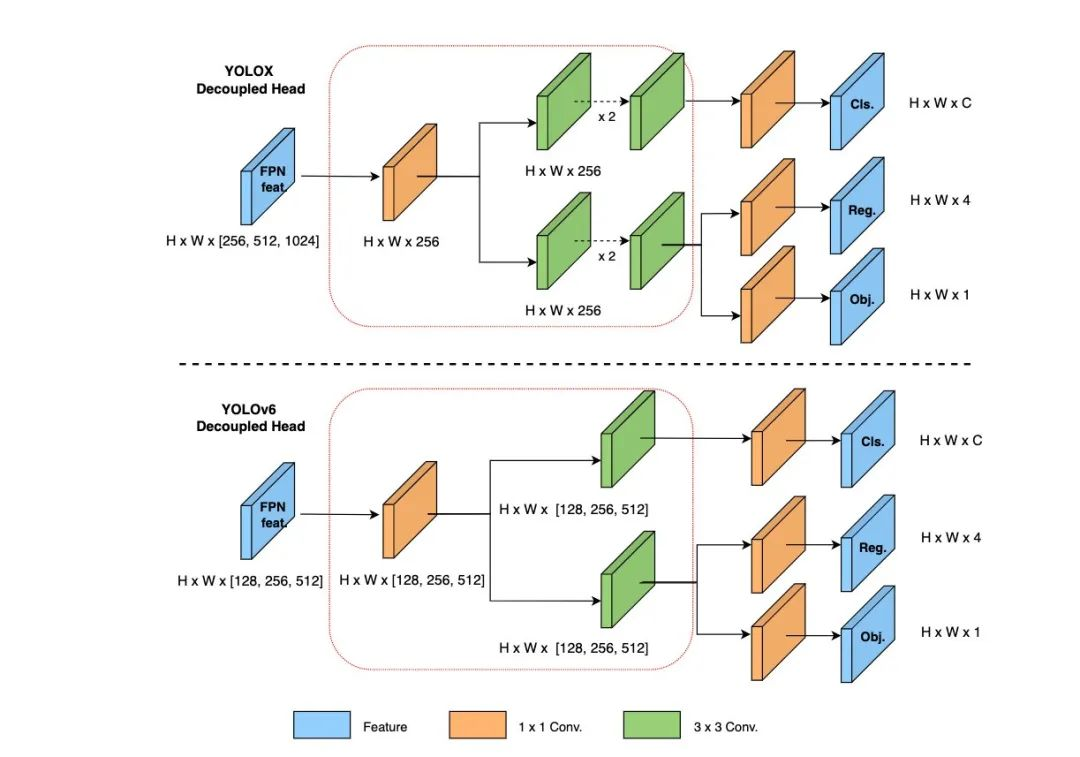 YOLOX
Decoupled Head
FPN
feat.
H x W x [256, 512, 1024]
H x W x 256
x 2
H x W x 256
x 2
H x W x 256
Cls.
H x W x C
Reg.
H x W x 4
Obj.
H x W x 1
YOLOv6
Decoupled Head
FPN
feat.
H x W x [128, 256, 512]
H x W x [128, 256, 512]
H x W x [128, 256, 512]
H x W x [128, 256, 512]
Cls.
H x W x C
Reg.
H x W x 4
Obj.
H x W x 1
Feature
1 x 1 Conv.
3 x 3 Conv.